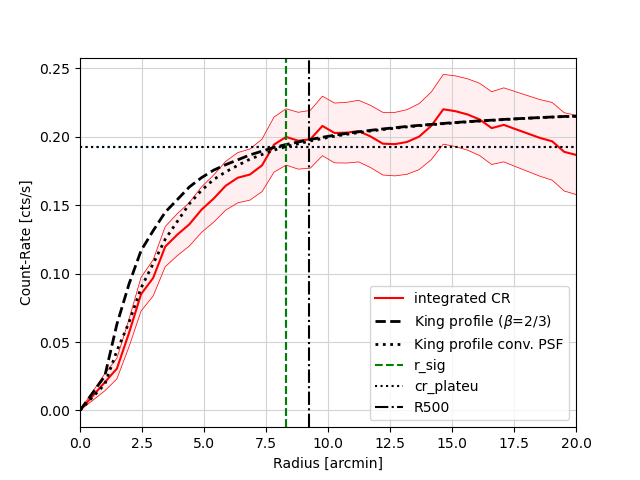 0.25
0.20
0.15
0.10
0.05
0.00
Count-Rate [cts/s]
integrated CR
King profile (β=2/3)
King profile conv. PSF
r_sig
cr_plateu
R500
0.0 2.5 5.0 7.5 10.0 12.5 15.0 17.5 20.0
Radius [arcmin]